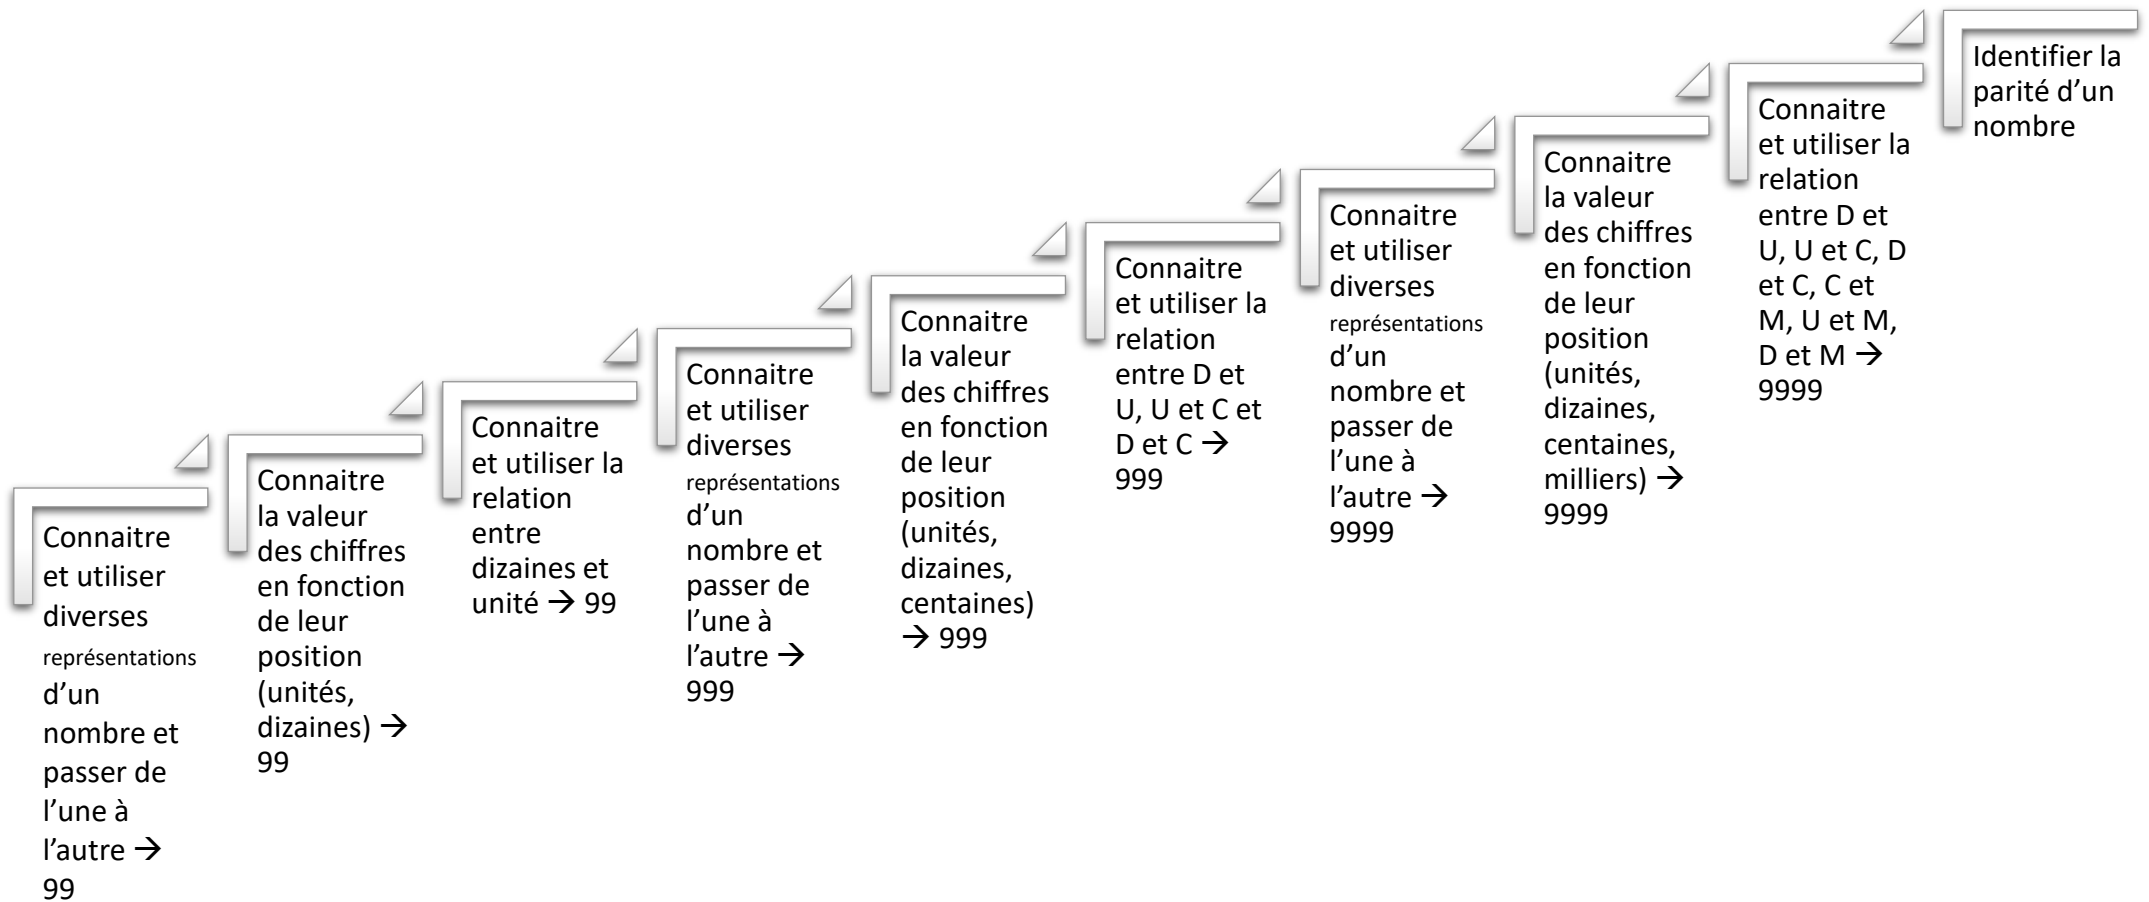 Connaitre
et utiliser
diverses
représentations
d’un
nombre et
passer de
l’une à
l’autre →
99
Connaitre
la valeur
des chiffres
en fonction
de leur
position
(unités,
dizaines) →
99
Connaitre
et utiliser la
relation
entre
dizaines et
unité → 99
Connaitre
et utiliser
diverses
représentations
d’un
nombre et
passer de
l’une à
l’autre →
999
Connaitre
la valeur
des chiffres
en fonction
de leur
position
(unités,
dizaines,
centaines)
→ 999
Connaitre
et utiliser la
relation
entre D et
U, U et C et
D et C →
999
Connaitre
et utiliser
diverses
représentations
d’un
nombre et
passer de
l’une à
l’autre →
9999
Connaitre
la valeur
des chiffres
en fonction
de leur
position
(unités,
dizaines,
centaines,
milliers) →
9999
Connaitre
et utiliser la
relation
entre D et
U, U et C, D
et C, C et
M, U et M,
D et M →
9999
Identifier la
parité d’un
nombre